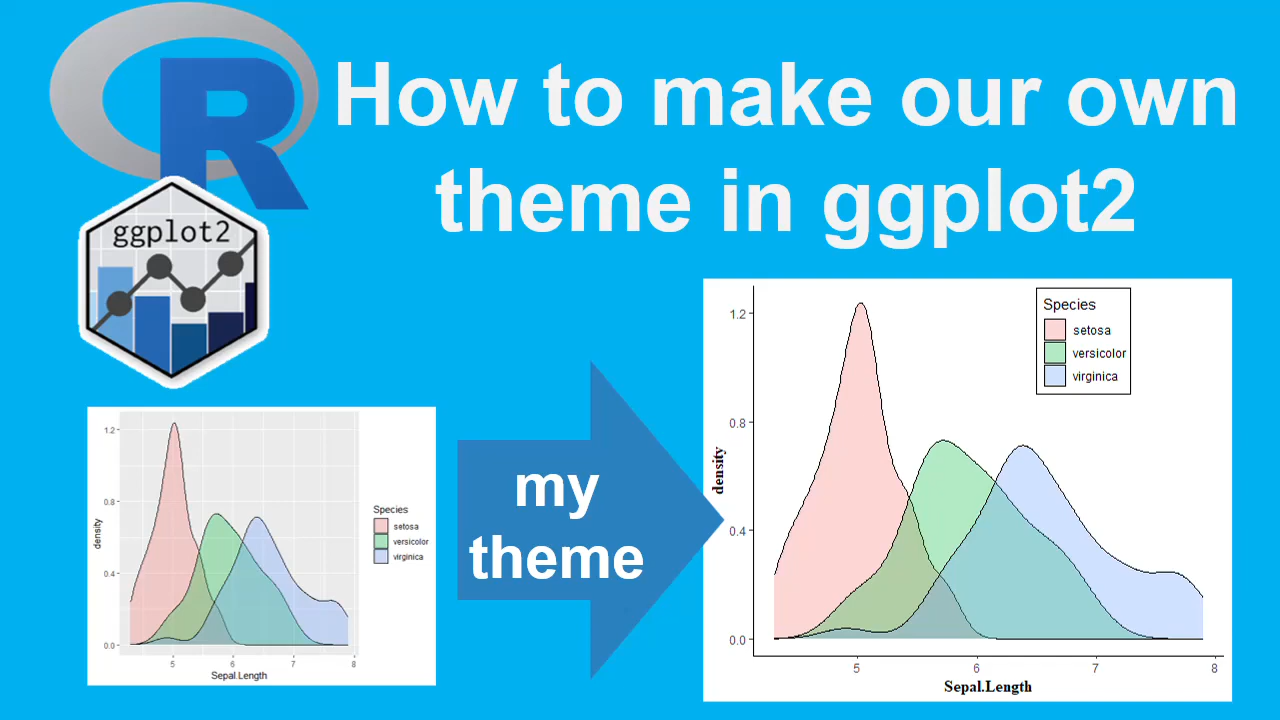 R
How to make our own
theme in ggplot2
ggplot2
1.2
0.8
0.4
0.0
density
5 6 7 8
Sepal.Length
Species
setosa
versicolor
virginica
my
theme
1.2
0.8
0.4
0.0
density
5 6 7 8
Sepal.Length
Species
setosa
versicolor
virginica